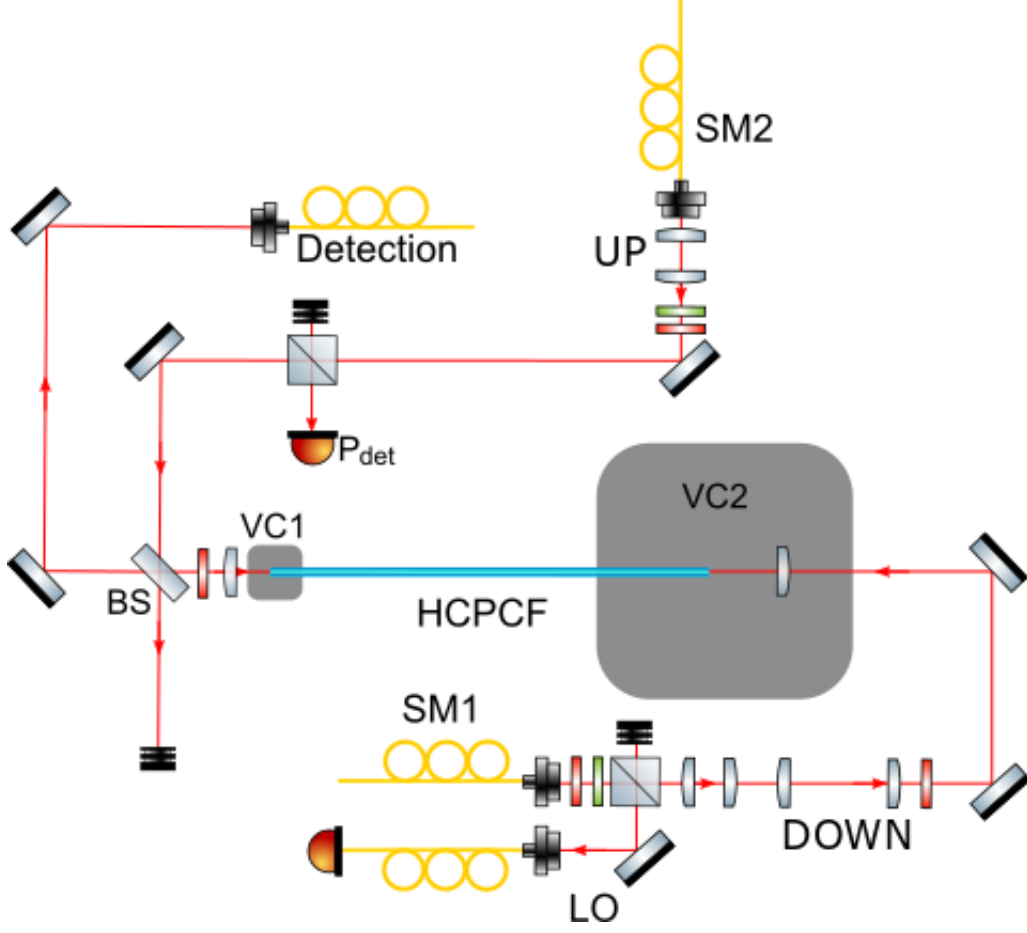 SM2
UP
Detection
P_det
VC1
VC2
BS
HCPCF
SM1
DOWN
LO